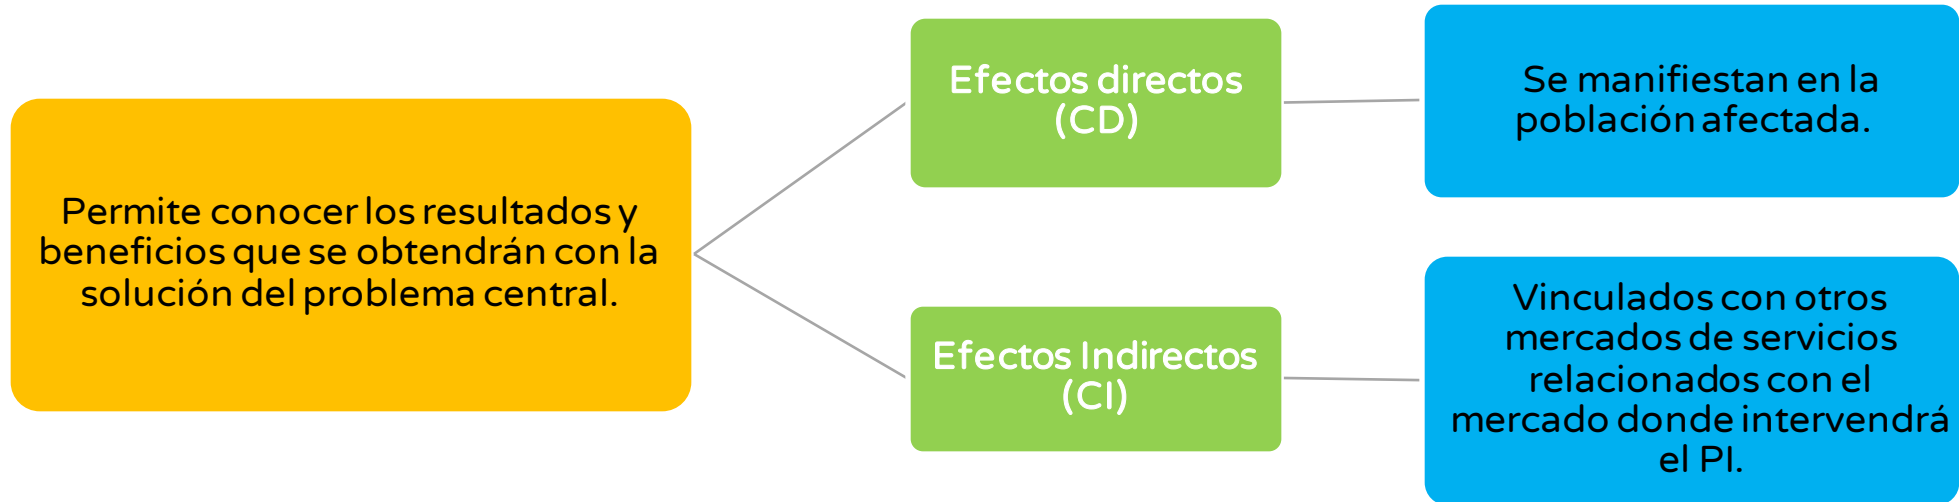 Permite conocer los resultados y
beneficios que se obtendrán con la
solución del problema central.
Efectos directos
(CD)
Se manifiestan en la
población afectada.
Efectos Indirectos
(CI)
Vinculados con otros
mercados de servicios
relacionados con el
mercado donde intervendrá
el PI.